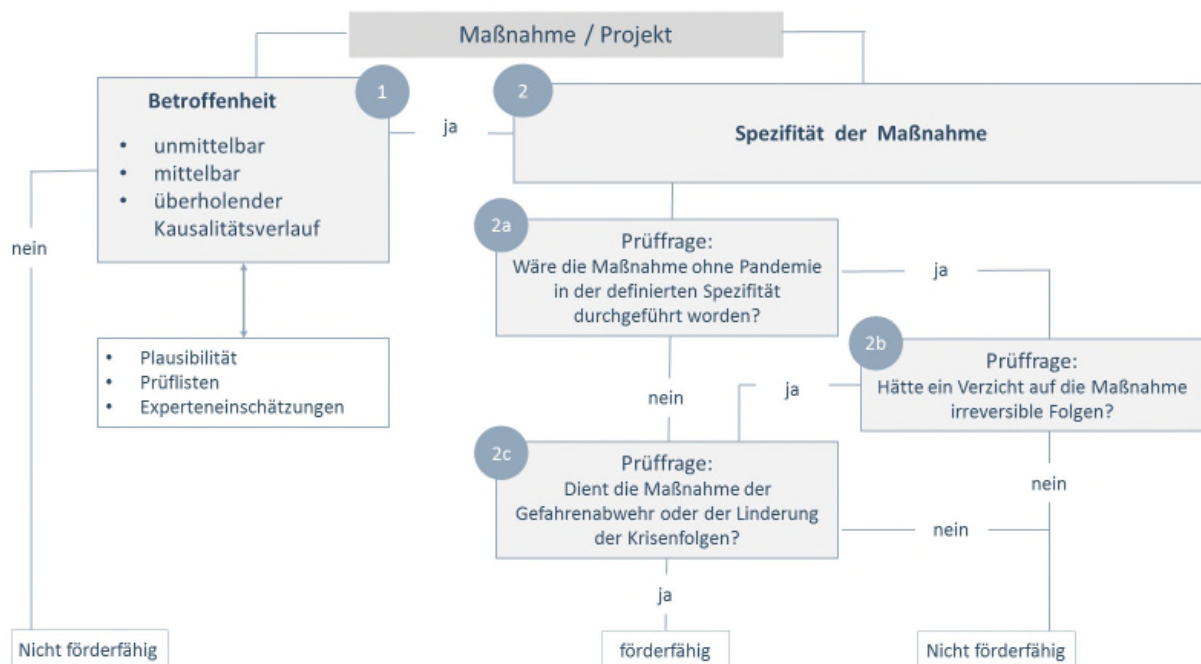 Maßnahme / Projekt
1
Betroffenheit
• unmittelbar
• mittelbar
• überholender
Kausalitätsverlauf
ja
2
Spezifität der Maßnahme
nein
2a
Prüffrage:
Wäre die Maßnahme ohne Pandemie
in der definierten Spezifität
durchgeführt worden?
ja
• Plausibilität
• Prüflisten
• Experteneinschätzungen
nein
2b
Prüffrage:
Hätte ein Verzicht auf die Maßnahme
irreversible Folgen?
ja
2c
Prüffrage:
Dient die Maßnahme der
Gefahrenabwehr oder der Linderung
der Krisenfolgen?
nein
nein
ja
Nicht förderfähig
förderfähig
Nicht förderfähig